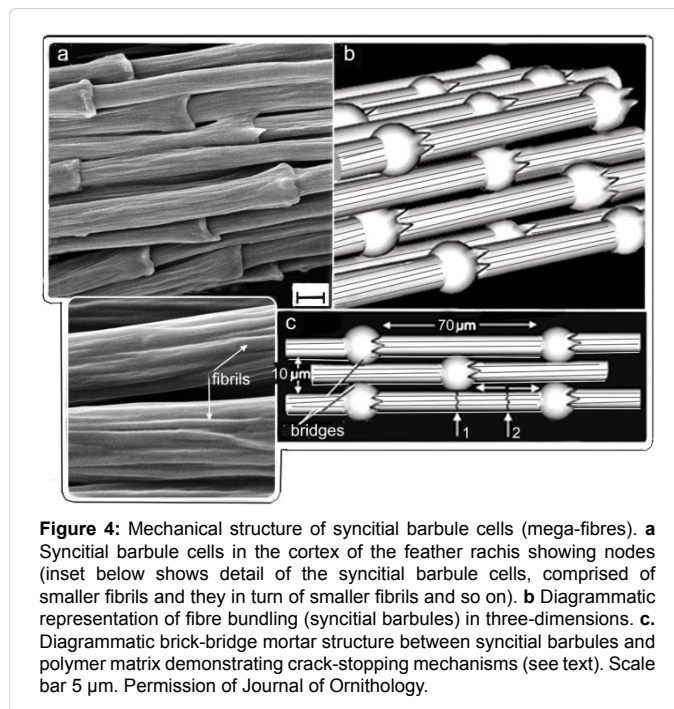 a
b
fibrils
c
70 µm
10 µm
bridges
1
2
Figure 4: Mechanical structure of syncitial barbule cells (mega-fibres). a
Syncitial barbule cells in the cortex of the feather rachis showing nodes
(inset below shows detail of the syncitial barbule cells, comprised of
smaller fibrils and they in turn of smaller fibrils and so on). b Diagrammatic
representation of fibre bundling (syncitial barbules) in three-dimensions. c.
Diagrammatic brick-bridge mortar structure between syncitial barbules and
polymer matrix demonstrating crack-stopping mechanisms (see text). Scale
bar 5 µm. Permission of Journal of Ornithology.